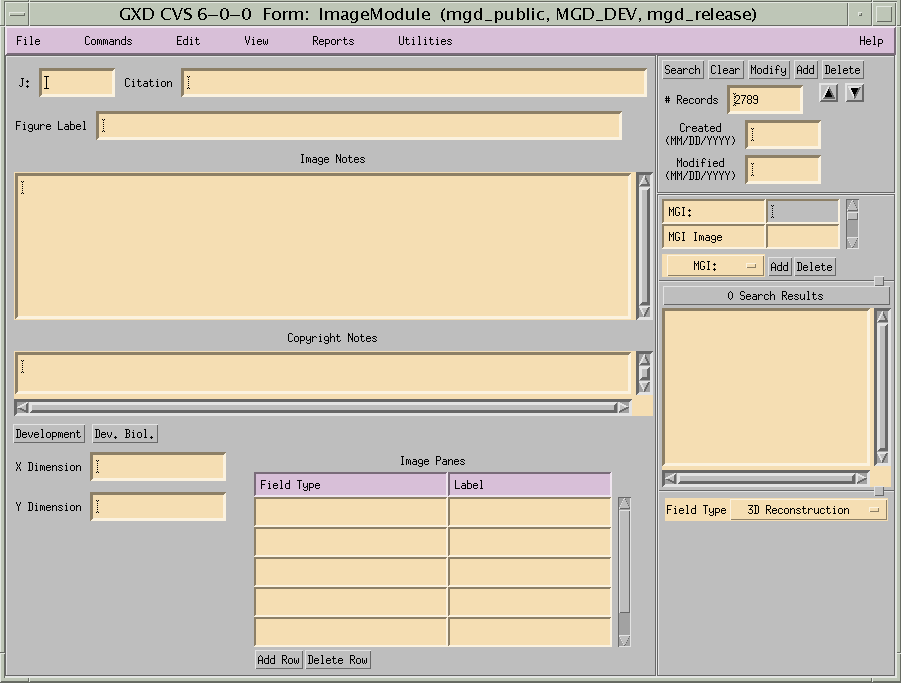 GXD CVS 6-0-0 Form: ImageModule (mgd_public, MGD_DEV, mgd_release)
File Commands Edit View Reports Utilities Help
J: Citation
Figure Label
Image Notes
Copyright Notes
Development Dev. Biol.
X Dimension
Y Dimension
Image Panes
Field Type Label
Add Row Delete Row
Search Clear Modify Add Delete
# Records 2789
Created
(MM/DD/YYYY)
Modified
(MM/DD/YYYY)
MGI:
MGI Image
MGI: Add Delete
0 Search Results
Field Type 3D Reconstruction